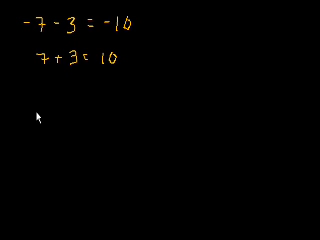 -7 - 3 = -10
7 + 3 = 10